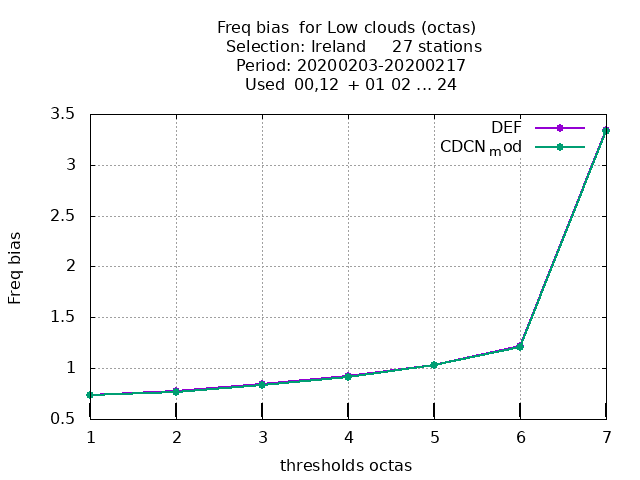 Freq bias  for Low clouds (octas)
Selection: Ireland     27 stations
Period: 20200203-20200217
Used  00,12  + 01 02 ... 24
3.5
3
2.5
2
1.5
1
0.5
Freq bias
DEF
CDCNmod
1 2 3 4 5 6 7
thresholds octas